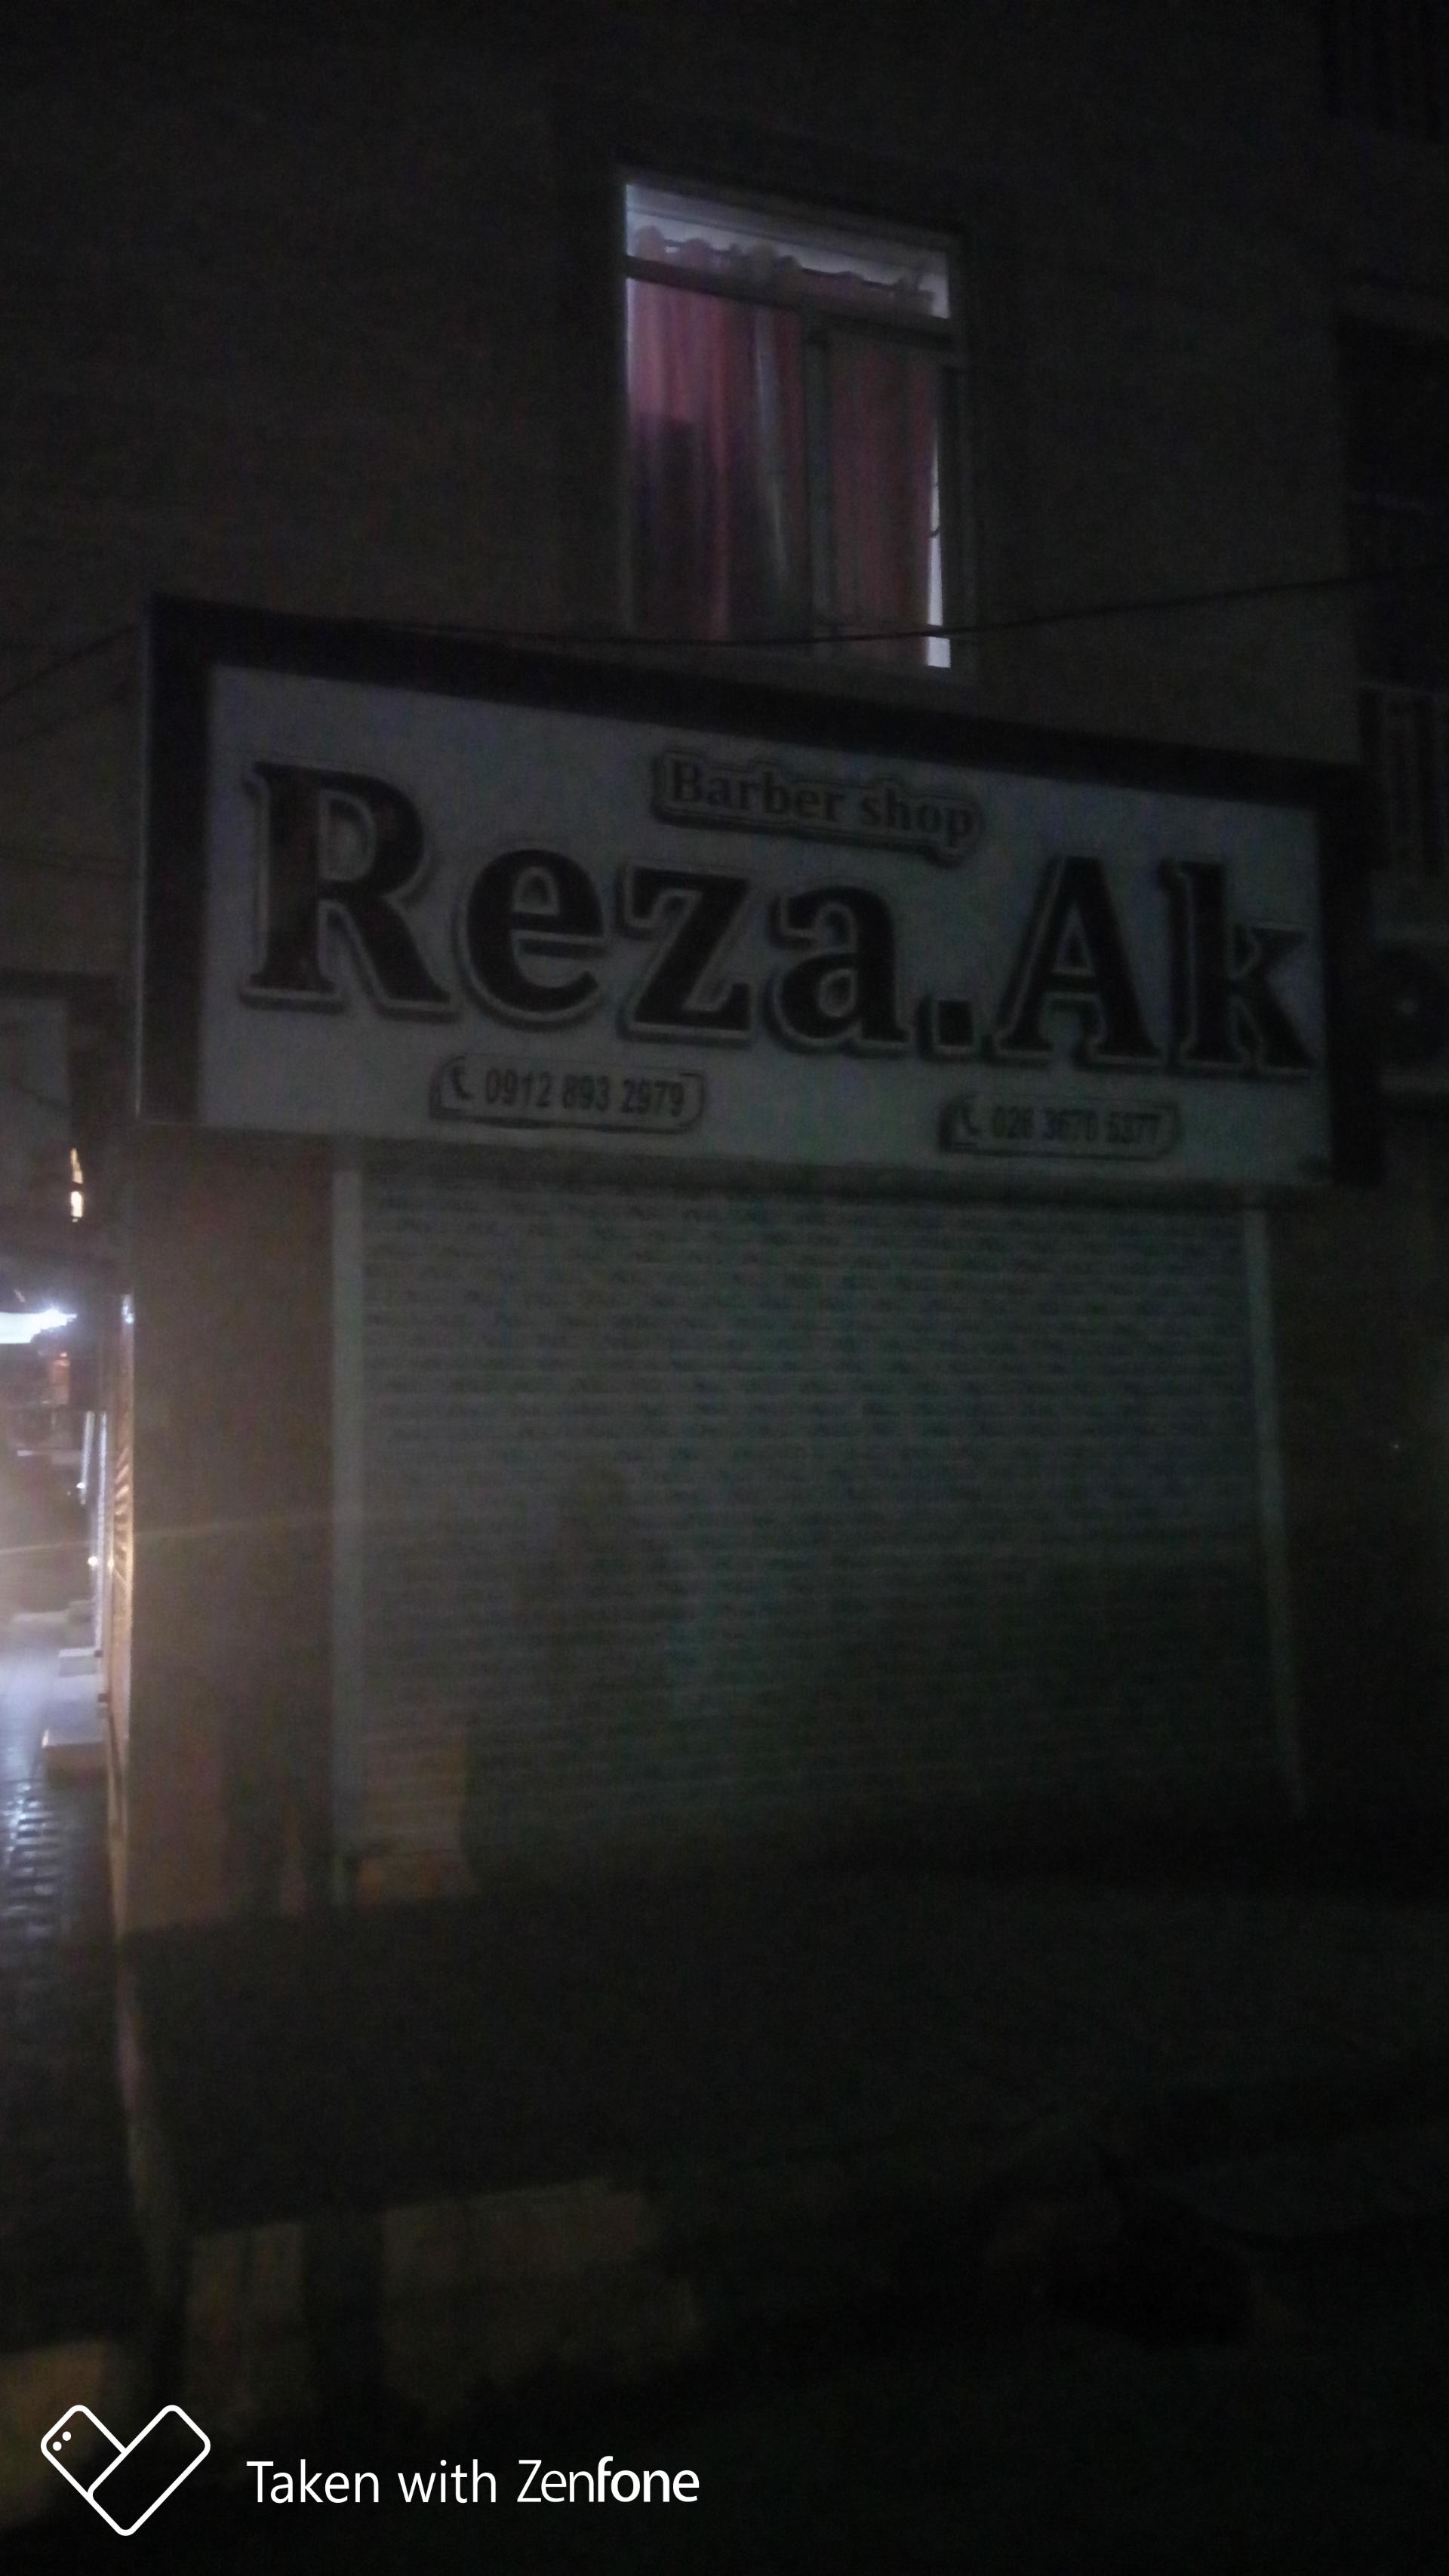 Barber shop
Reza.Ak
0912 893 2979
026 3670 5377
Taken with Zenfone